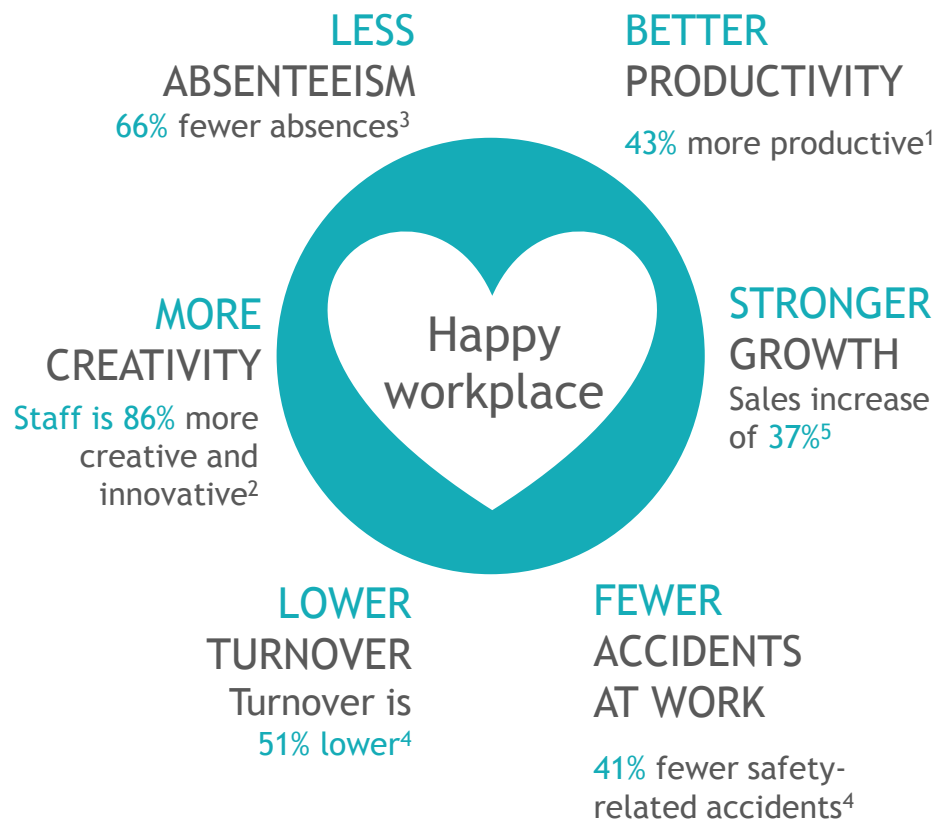 LESS
ABSENTEEISM
66% fewer absences³
BETTER
PRODUCTIVITY
43% more productive¹
MORE
CREATIVITY
Staff is 86% more
creative and
innovative²
Happy
workplace
STRONGER
GROWTH
Sales increase
of 37%⁵
LOWER
TURNOVER
Turnover is
51% lower⁴
FEWER
ACCIDENTS
AT WORK
41% fewer safety-
related accidents⁴